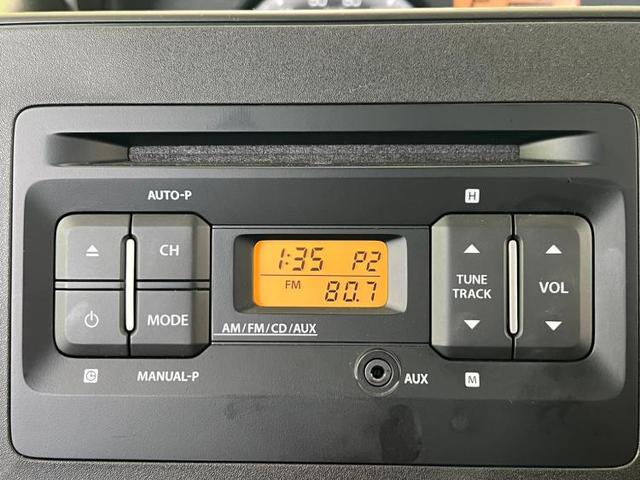 AUTO-P
H
CH
MODE
1:35 P2
FM 80.7
TUNE
TRACK
VOL
AM/FM/CD/AUX
MANUAL-P
AUX
M